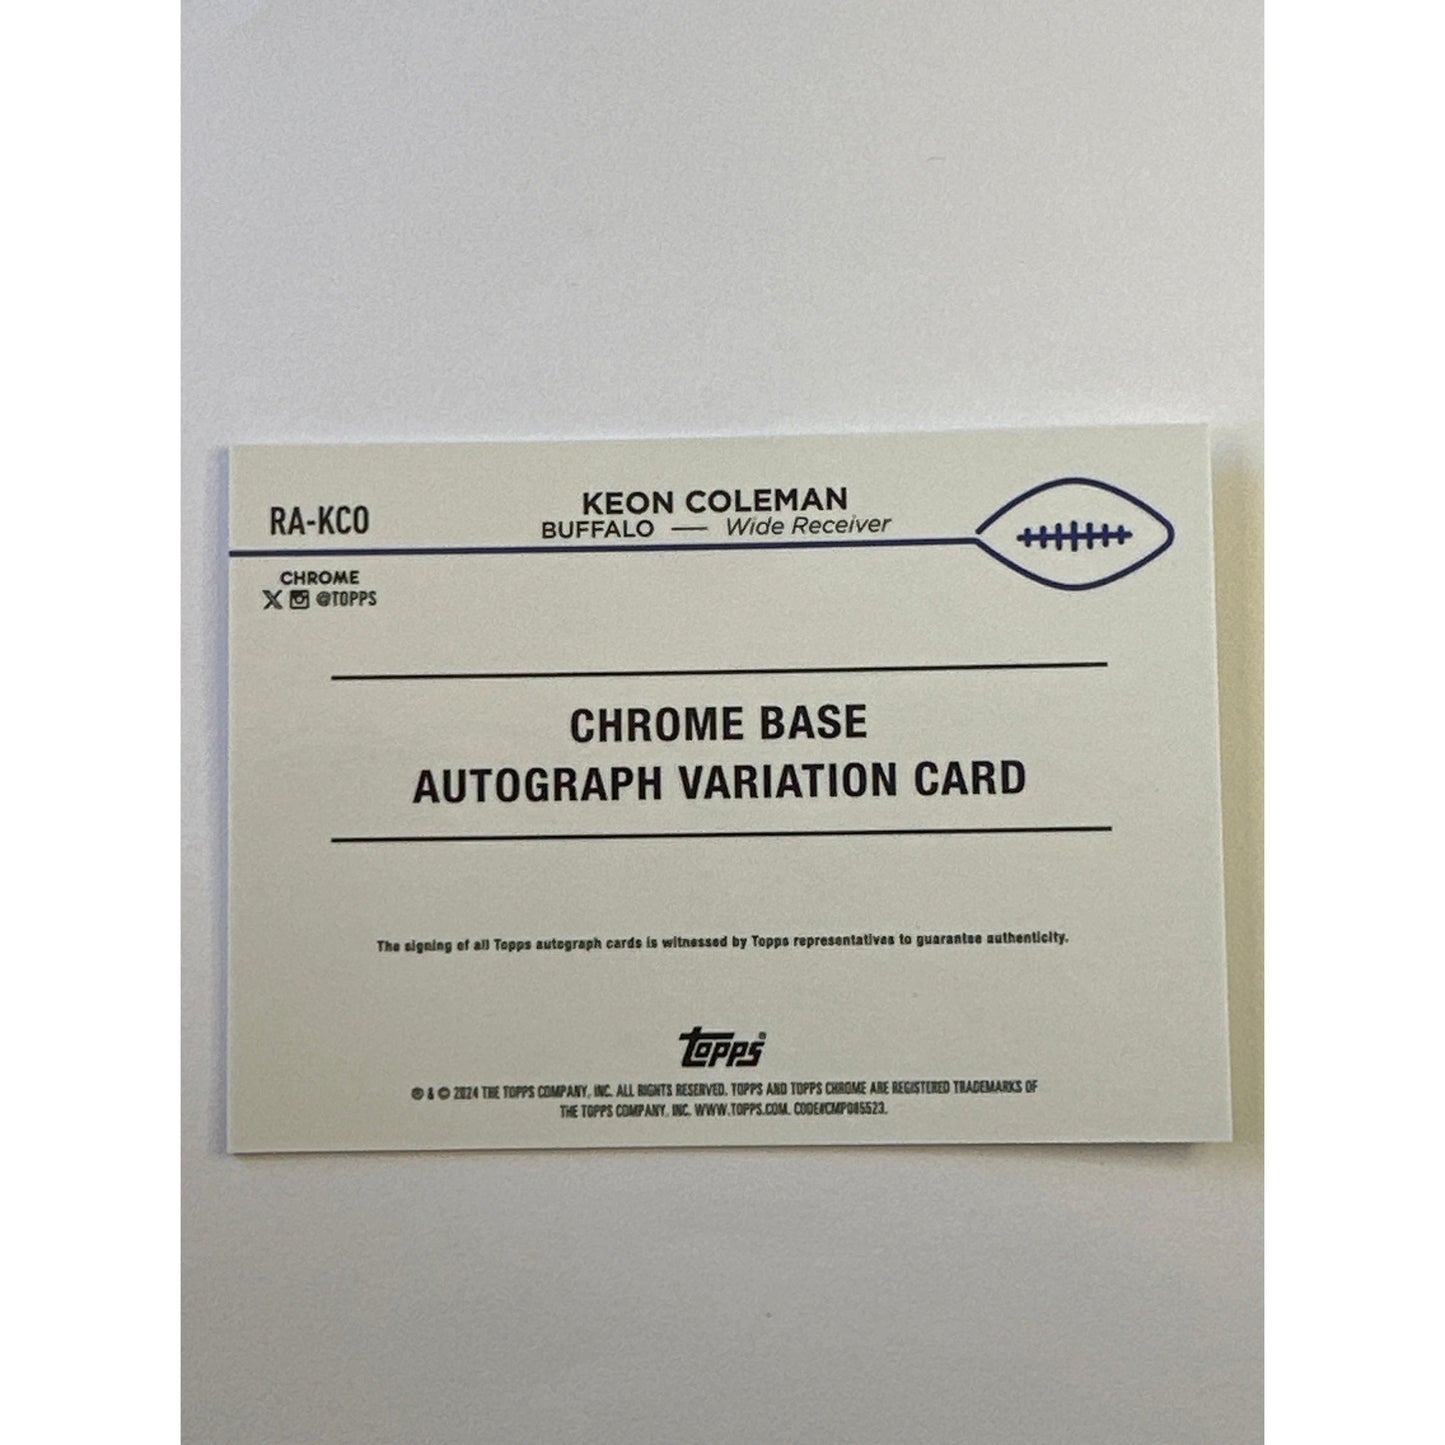 RA-KCO
KEON COLEMAN
BUFFALO — Wide Receiver
CHROME
@TOPPS
CHROME BASE
AUTOGRAPH VARIATION CARD
The signing of all Topps autograph cards is witnessed by Topps representatives to guarantee authenticity.
topps®
® & © 2024 THE TOPPS COMPANY, INC. ALL RIGHTS RESERVED. TOPPS AND TOPPS CHROME ARE REGISTERED TRADEMARKS OF
THE TOPPS COMPANY, INC. WWW.TOPPS.COM. CODE#CMP085523.